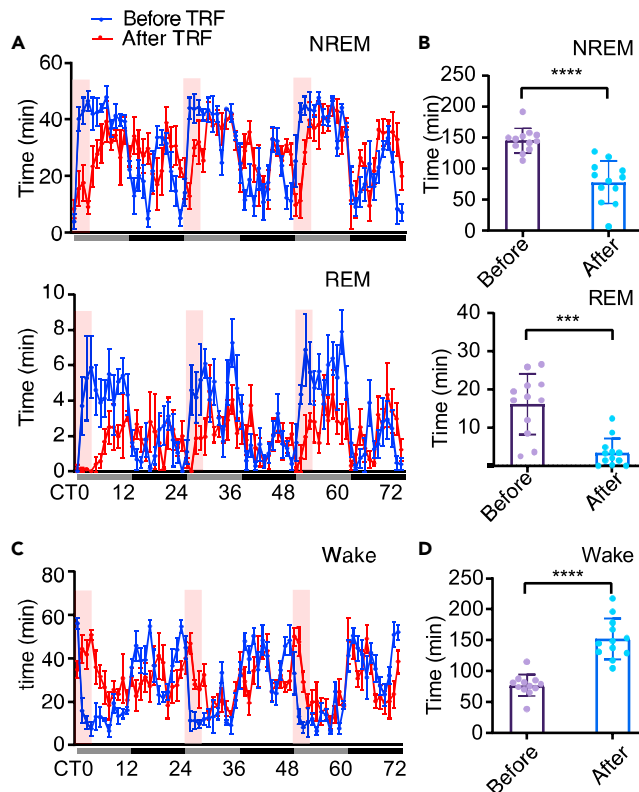 Before TRF
After TRF
A
NREM
Time (min)
60
40
20
0
B
NREM
Time (min)
250
200
150
100
50
0
****
Before
After
REM
Time (min)
10
8
6
4
2
0
CT0 12 24 36 48 60 72
REM
Time (min)
40
30
20
10
***
Before
After
C
Wake
time (min)
80
60
40
20
0
CT0 12 24 36 48 60 72
D
Wake
Time (min)
250
200
150
100
50
0
****
Before
After